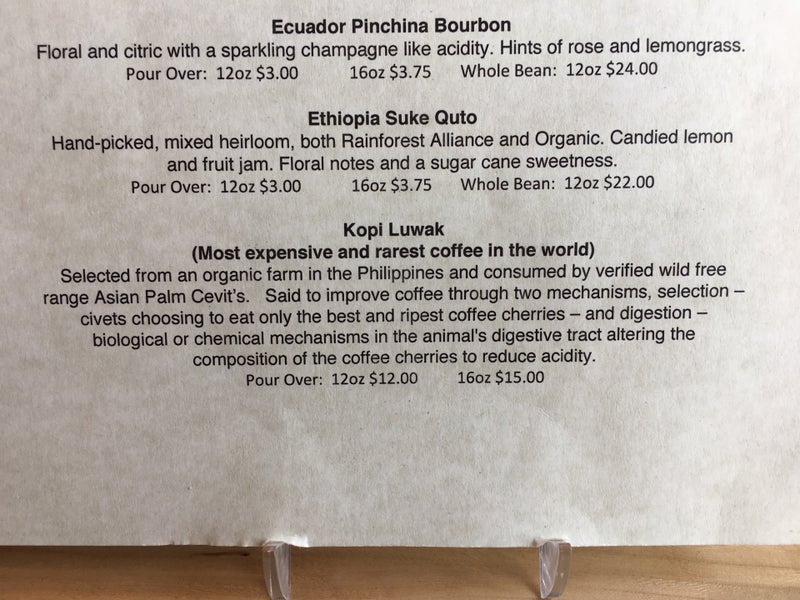 Ecuador Pinchina Bourbon
Floral and citric with a sparkling champagne like acidity. Hints of rose and lemongrass.
Pour Over: 12oz $3.00 16oz $3.75 Whole Bean: 12oz $24.00
Ethiopia Suke Quto
Hand-picked, mixed heirloom, both Rainforest Alliance and Organic. Candied lemon
and fruit jam. Floral notes and a sugar cane sweetness.
Pour Over: 12oz $3.00 16oz $3.75 Whole Bean: 12oz $22.00
Kopi Luwak
(Most expensive and rarest coffee in the world)
Selected from an organic farm in the Philippines and consumed by verified wild free
range Asian Palm Cevit's. Said to improve coffee through two mechanisms, selection –
civets choosing to eat only the best and ripest coffee cherries – and digestion –
biological or chemical mechanisms in the animal's digestive tract altering the
composition of the coffee cherries to reduce acidity.
Pour Over: 12oz $12.00 16oz $15.00